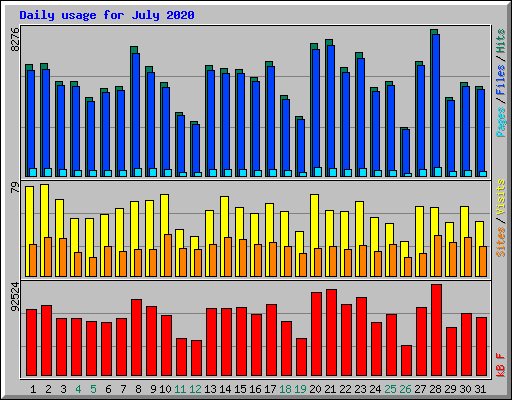 Daily usage for July 2020
8276
Pages / Files / Hits
79
Sites / Visits
92524
kB F
1 2 3 4 5 6 7 8 9 10 11 12 13 14 15 16 17 18 19 20 21 22 23 24 25 26 27 28 29 30 31